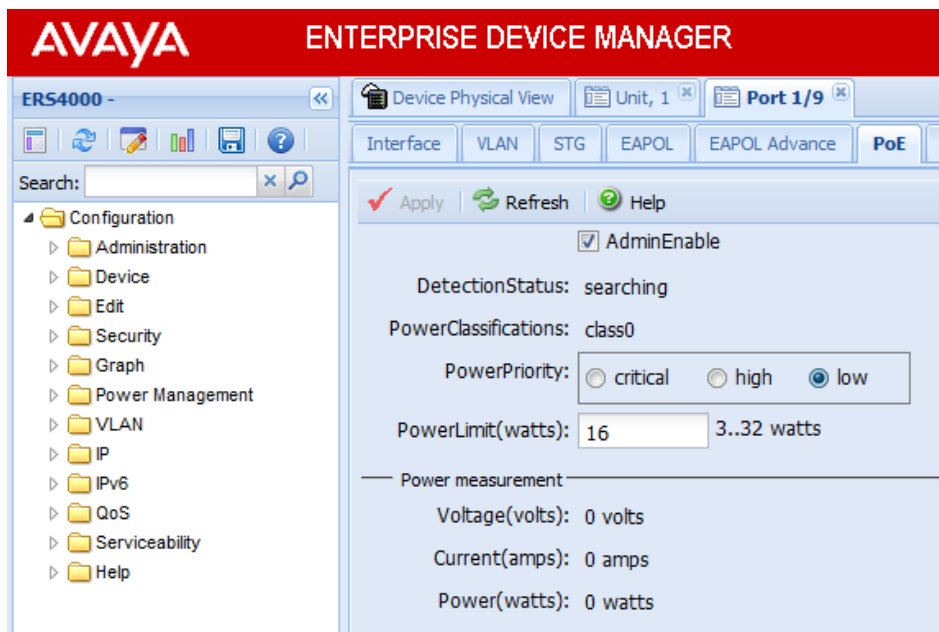 AVAYA ENTERPRISE DEVICE MANAGER
ERS4000 -
Device Physical View Unit, 1 Port 1/9
Interface VLAN STG EAPOL EAPOL Advance PoE
Search:
Apply Refresh Help
Configuration
Administration
Device
Edit
Security
Graph
Power Management
VLAN
IP
IPv6
QoS
Serviceability
Help
AdminEnable
DetectionStatus: searching
PowerClassifications: class0
PowerPriority: critical high low
PowerLimit(watts): 16 3..32 watts
Power measurement
Voltage(volts): 0 volts
Current(amps): 0 amps
Power(watts): 0 watts